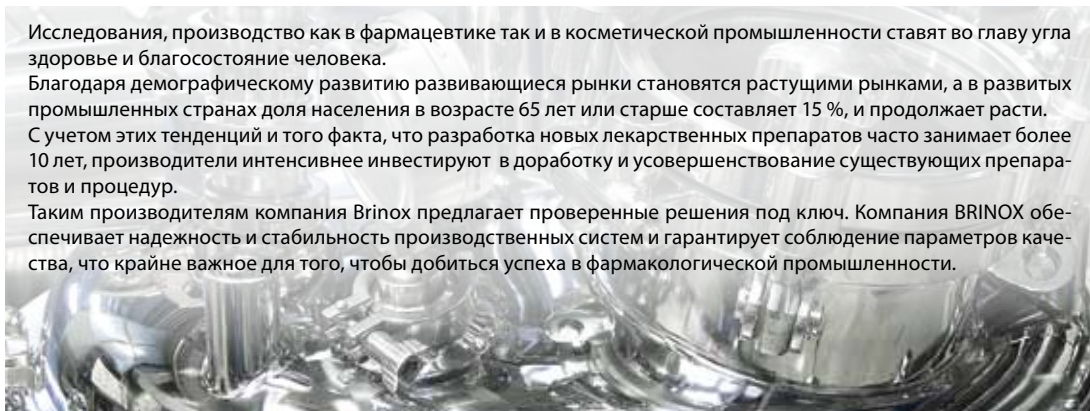 Исследования, производство как в фармацевтике так и в косметической промышленности ставят во главу угла
здоровье и благосостояние человека.
Благодаря демографическому развитию развивающиеся рынки становятся растущими рынками, а в развитых
промышленных странах доля населения в возрасте 65 лет или старше составляет 15 %, и продолжает расти.
С учетом этих тенденций и того факта, что разработка новых лекарственных препаратов часто занимает более
10 лет, производители интенсивнее инвестируют в доработку и усовершенствование существующих препара-
тов и процедур.
Таким производителям компания Brinox предлагает проверенные решения под ключ. Компания BRINOX обе-
спечивает надежность и стабильность производственных систем и гарантирует соблюдение параметров каче-
ства, что крайне важное для того, чтобы добиться успеха в фармакологической промышленности.